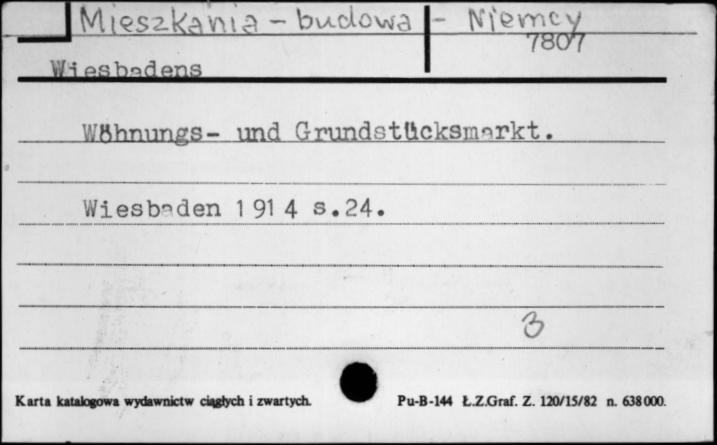 Mieszkania - budowa - Niemcy
7807
Wiesbadens
Wöhnungs- und Grundstücksmarkt.
Wiesbaden 1914 s.24.
3
Karta katalogowa wydawnictw ciągłych i zwartych. Pu-B-144 Ł.Z.Graf. Z. 120/15/82 n. 638000.